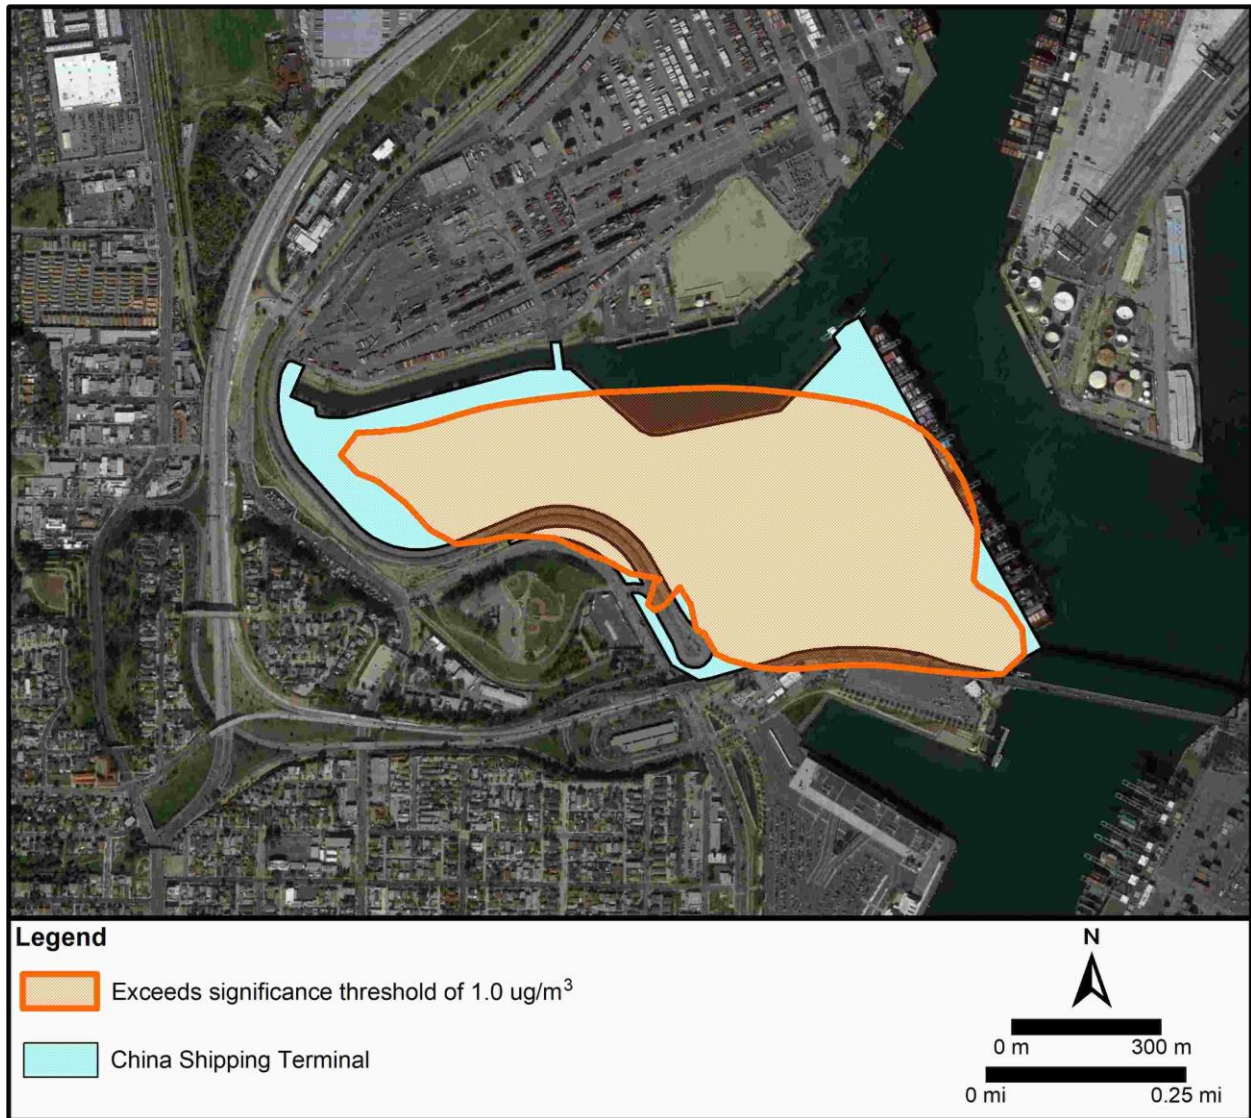 Legend
N
Exceeds significance threshold of 1.0 ug/m³
0 m 300 m
China Shipping Terminal
0 mi 0.25 mi